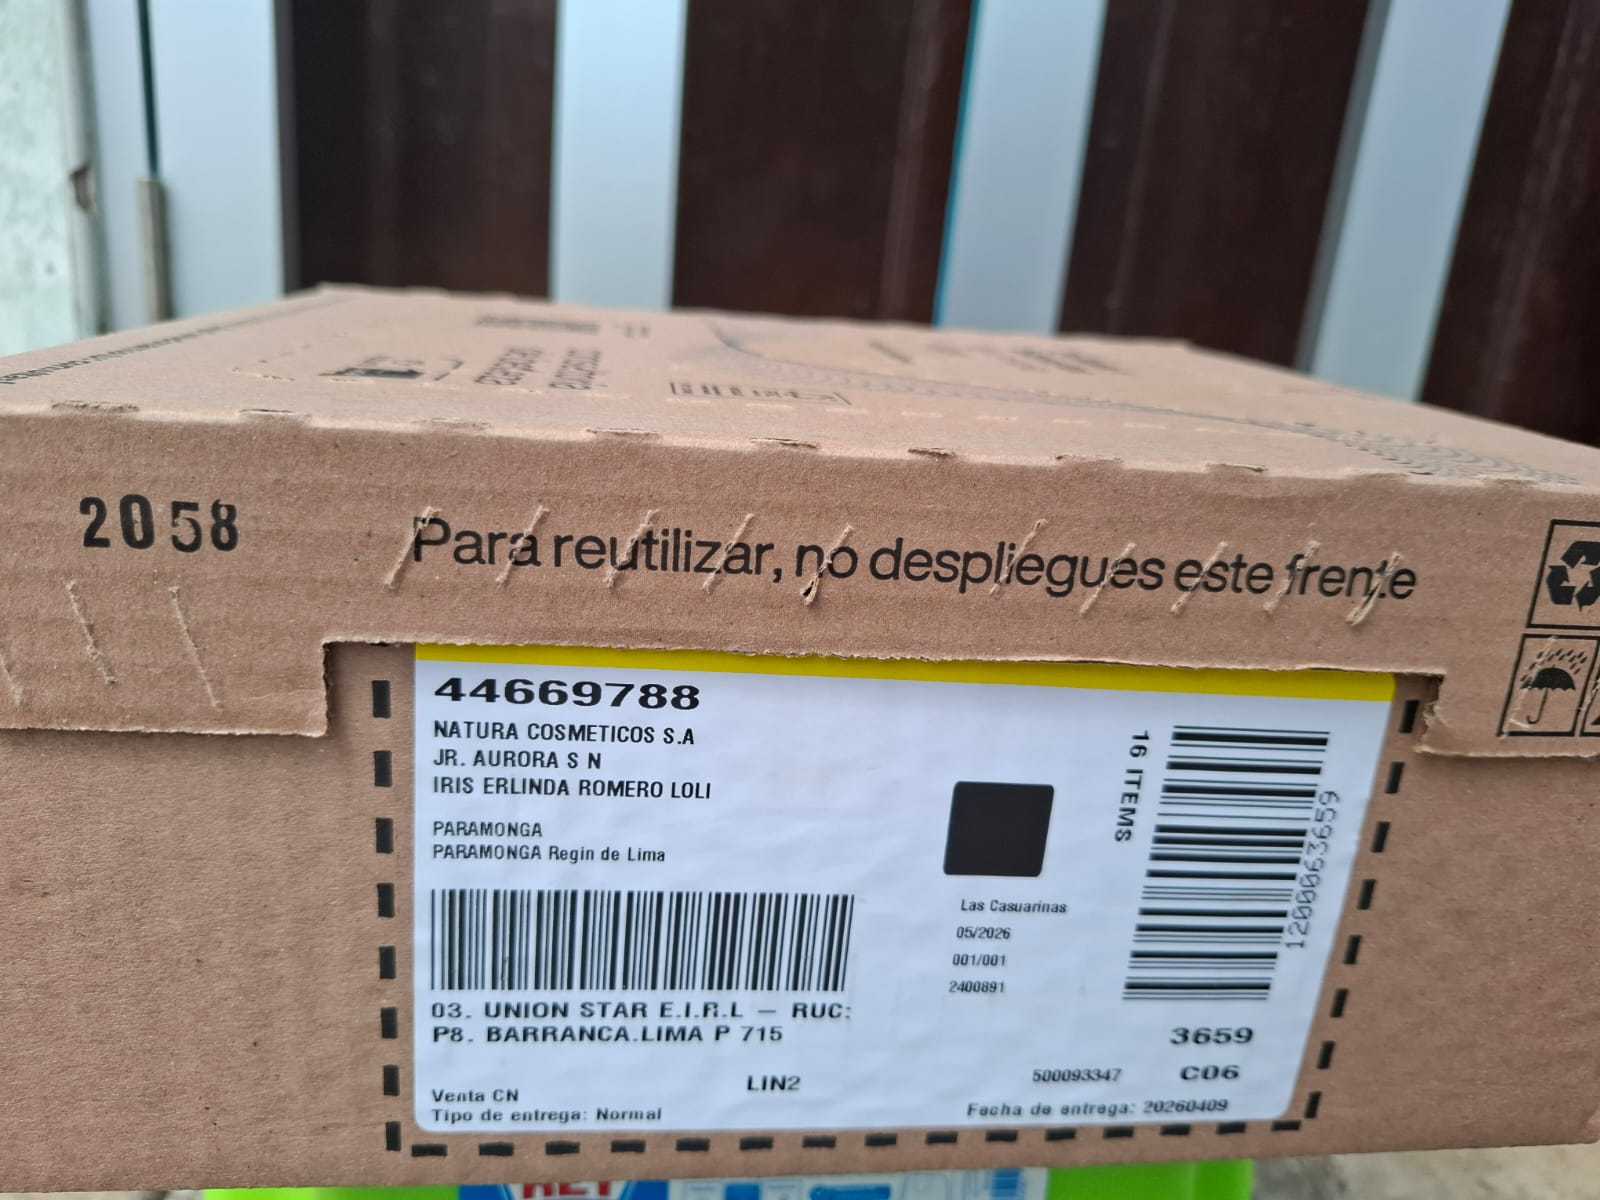 2058
Para reutilizar, no despliegues este frente
44669788
NATURA COSMETICOS S.A
JR. AURORA S N
IRIS ERLINDA ROMERO LOLI
PARAMONGA
PARAMONGA Regin de Lima
16 ITEMS
1200063659
Las Casuarinas
05/2026
001/001
2400891
03. UNION STAR E.I.R.L – RUC:
P8. BARRANCA.LIMA P 715
3659
LIN2
500093347
C06
Venta CN
Tipo de entrega: Normal
Fecha de entrega: 20260409